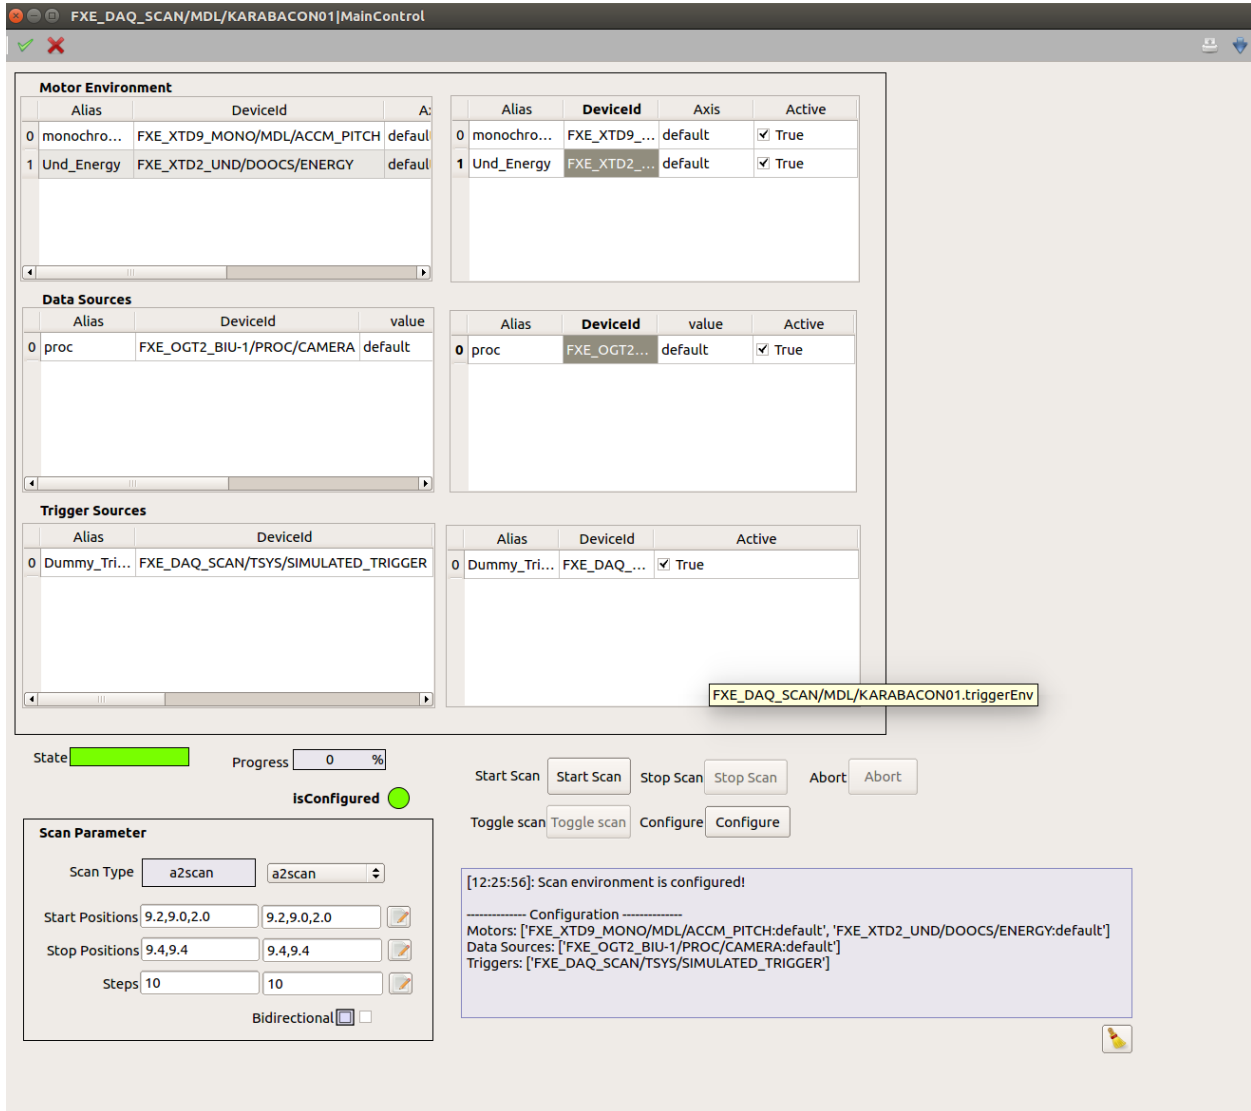 FXE_DAQ_SCAN/MDL/KARABACON01|MainControl
Motor Environment
Alias DeviceId A
0 monochro... FXE_XTD9_MONO/MDL/ACCM_PITCH defaul
1 Und_Energy FXE_XTD2_UND/DOOCS/ENERGY defaul
Alias DeviceId Axis Active
0 monochro... FXE_XTD9_... default True
1 Und_Energy FXE_XTD2_... default True
Data Sources
Alias DeviceId value
0 proc FXE_OGT2_BIU-1/PROC/CAMERA default
Alias DeviceId value Active
0 proc FXE_OGT2... default True
Trigger Sources
Alias DeviceId
0 Dummy_Tri... FXE_DAQ_SCAN/TSYS/SIMULATED_TRIGGER
Alias DeviceId Active
0 Dummy_Tri... FXE_DAQ_... True
FXE_DAQ_SCAN/MDL/KARABACON01.triggerEnv
State Progress 0 %
isConfigured
Start Scan Start Scan Stop Scan Stop Scan Abort Abort
Toggle scan Toggle scan Configure Configure
Scan Parameter
Scan Type a2scan a2scan
Start Positions 9.2,9.0,2.0 9.2,9.0,2.0
Stop Positions 9.4,9.4 9.4,9.4
Steps 10 10
Bidirectional
[12:25:56]: Scan environment is configured!
-------------- Configuration --------------
Motors: ['FXE_XTD9_MONO/MDL/ACCM_PITCH:default', 'FXE_XTD2_UND/DOOCS/ENERGY:default']
Data Sources: ['FXE_OGT2_BIU-1/PROC/CAMERA:default']
Triggers: ['FXE_DAQ_SCAN/TSYS/SIMULATED_TRIGGER']